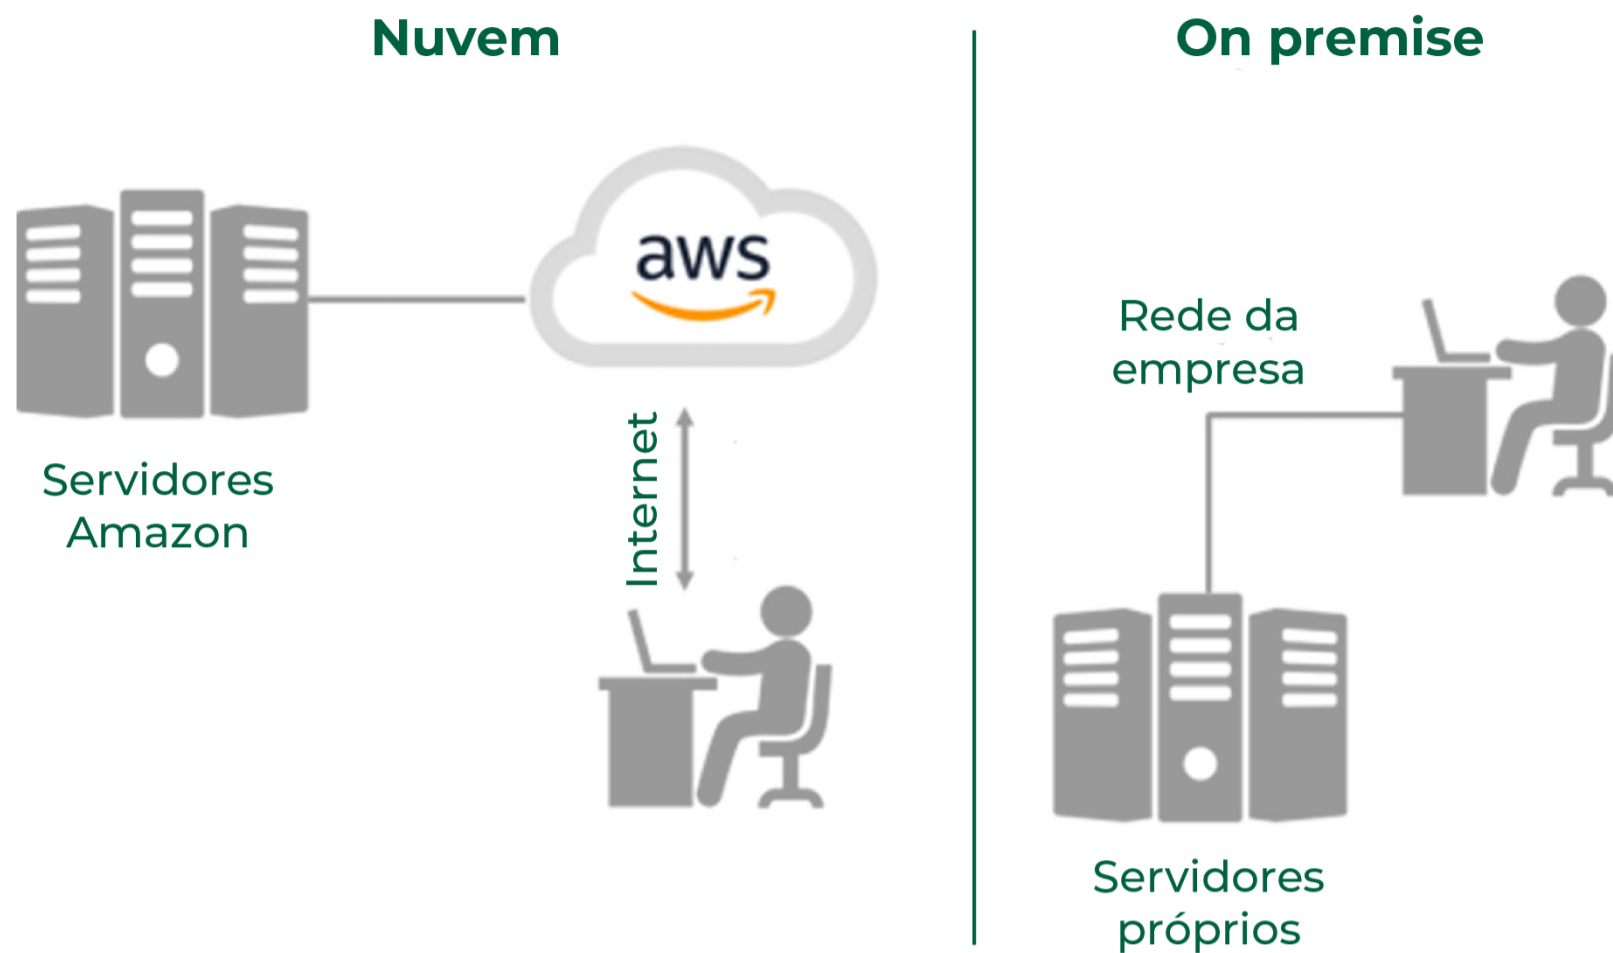 Nuvem
On premise
aws
Servidores
Amazon
Internet
Rede da
empresa
Servidores
próprios